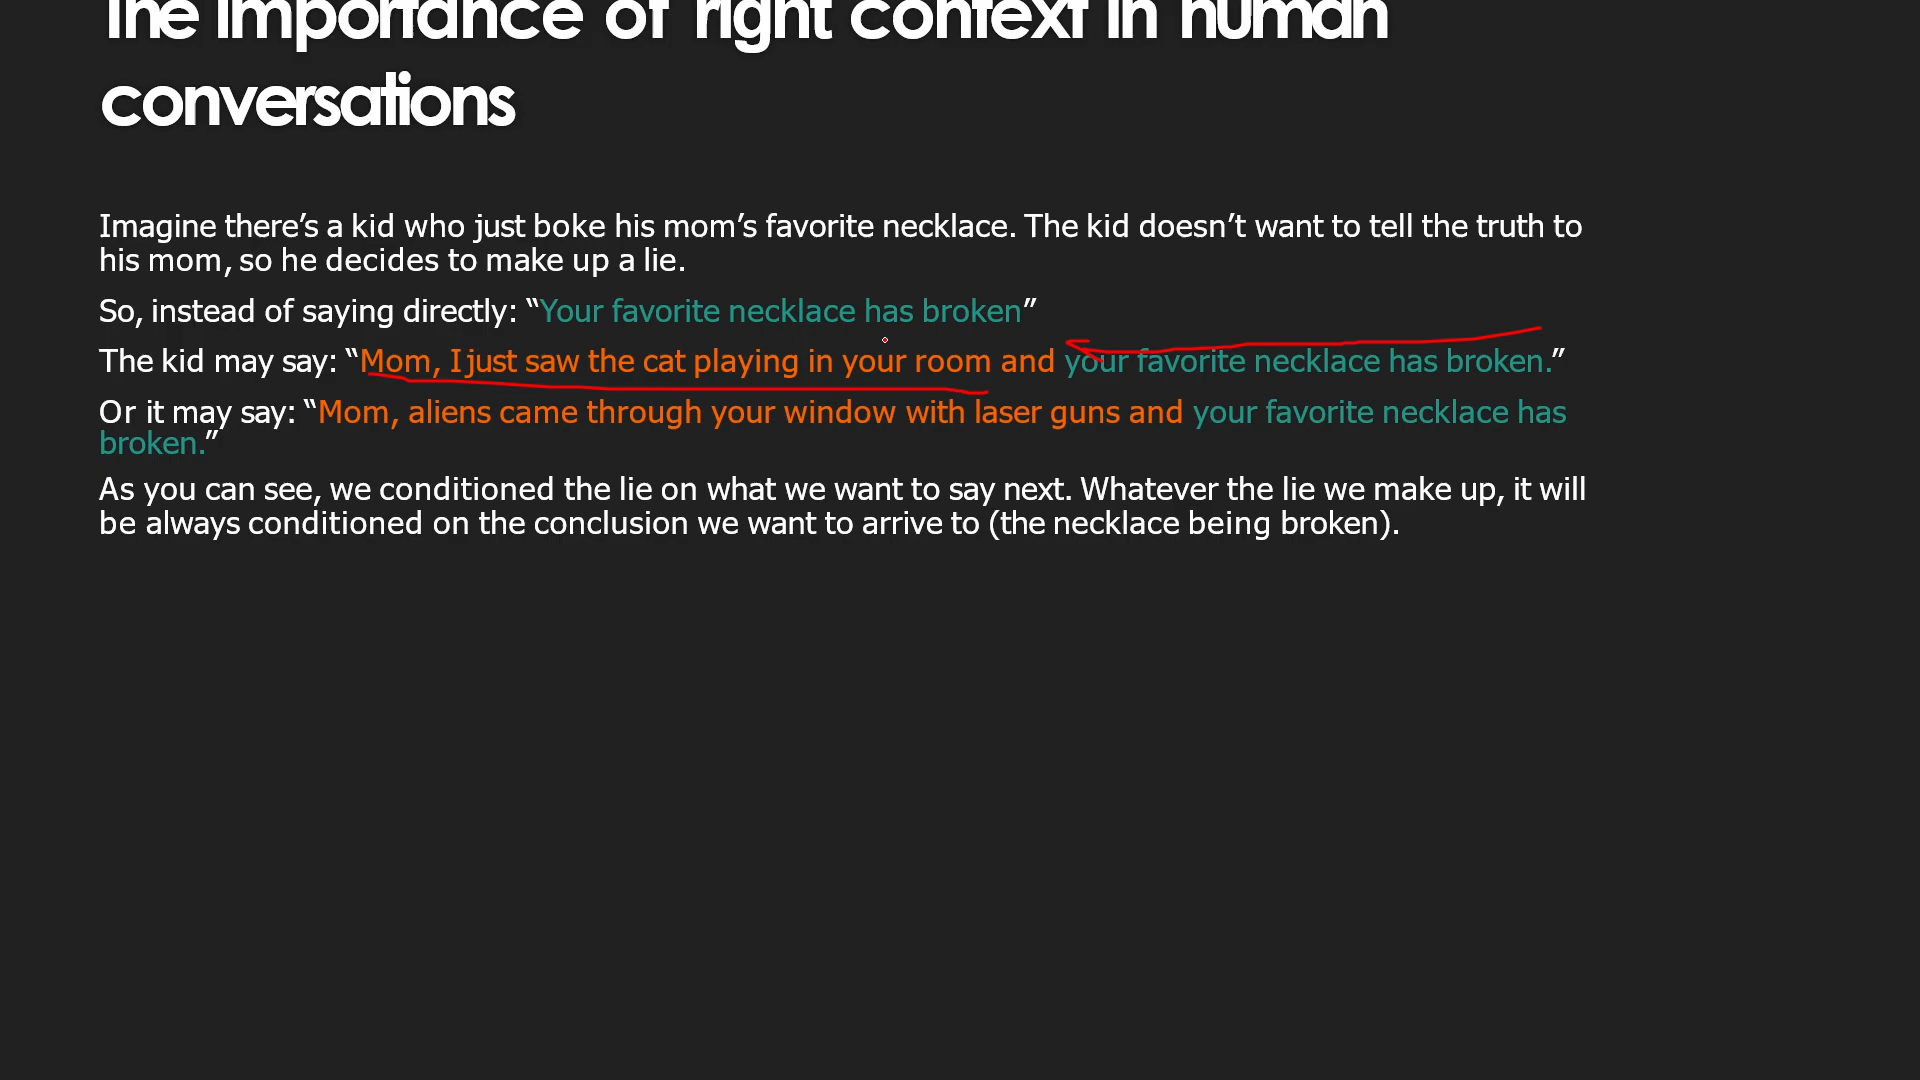 The importance of right context in human
conversations
Imagine there’s a kid who just boke his mom’s favorite necklace. The kid doesn’t want to tell the truth to
his mom, so he decides to make up a lie.
So, instead of saying directly: “Your favorite necklace has broken”
The kid may say: “Mom, I just saw the cat playing in your room and your favorite necklace has broken.”
Or it may say: “Mom, aliens came through your window with laser guns and your favorite necklace has
broken.”
As you can see, we conditioned the lie on what we want to say next. Whatever the lie we make up, it will
be always conditioned on the conclusion we want to arrive to (the necklace being broken).